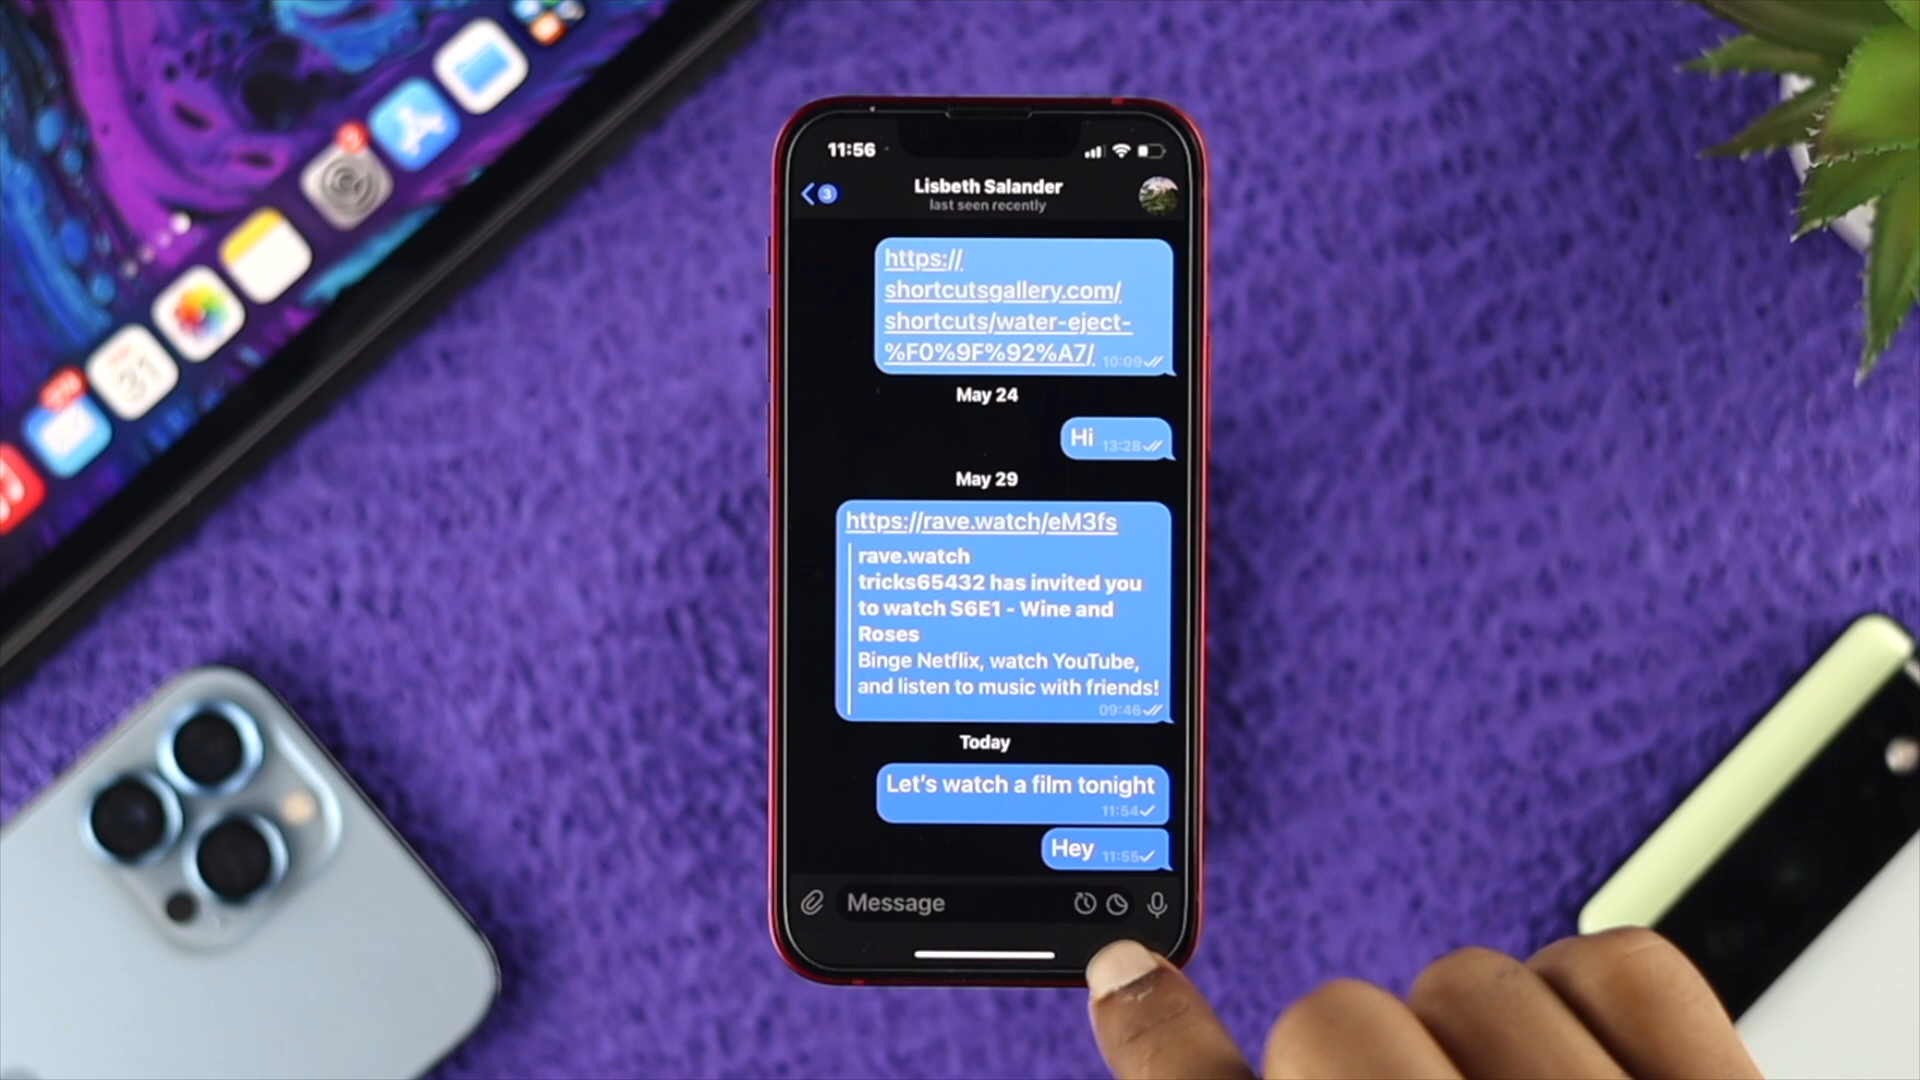 11:56
3
Lisbeth Salander
last seen recently
https://
shortcutsgallery.com/
shortcuts/water-eject-
%F0%9F%92%A7/
10:09
May 24
Hi 13:28
May 29
https://rave.watch/eM3fs
rave.watch
tricks65432 has invited you
to watch S6E1 - Wine and
Roses
Binge Netflix, watch YouTube,
and listen to music with friends!
09:46
Today
Let's watch a film tonight
11:54
Hey 11:55
Message
31